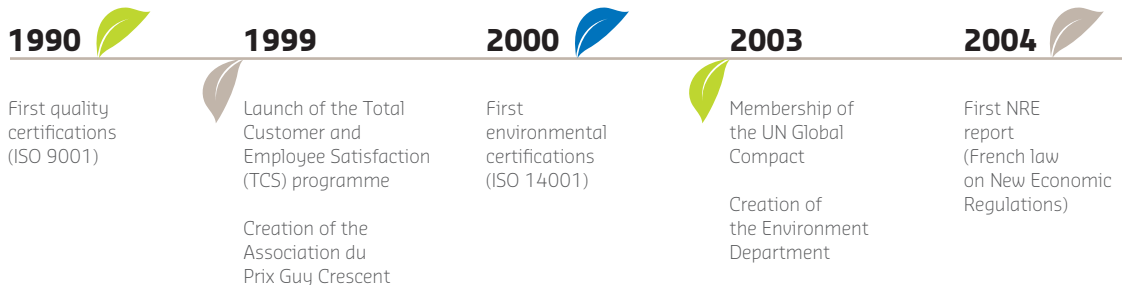 1990
First quality
certifications
(ISO 9001)
1999
Launch of the Total
Customer and
Employee Satisfaction
(TCS) programme
Creation of the
Association du
Prix Guy Crescent
2000
First
environmental
certifications
(ISO 14001)
2003
Membership of
the UN Global
Compact
Creation of
the Environment
Department
2004
First NRE
report
(French law
on New Economic
Regulations)